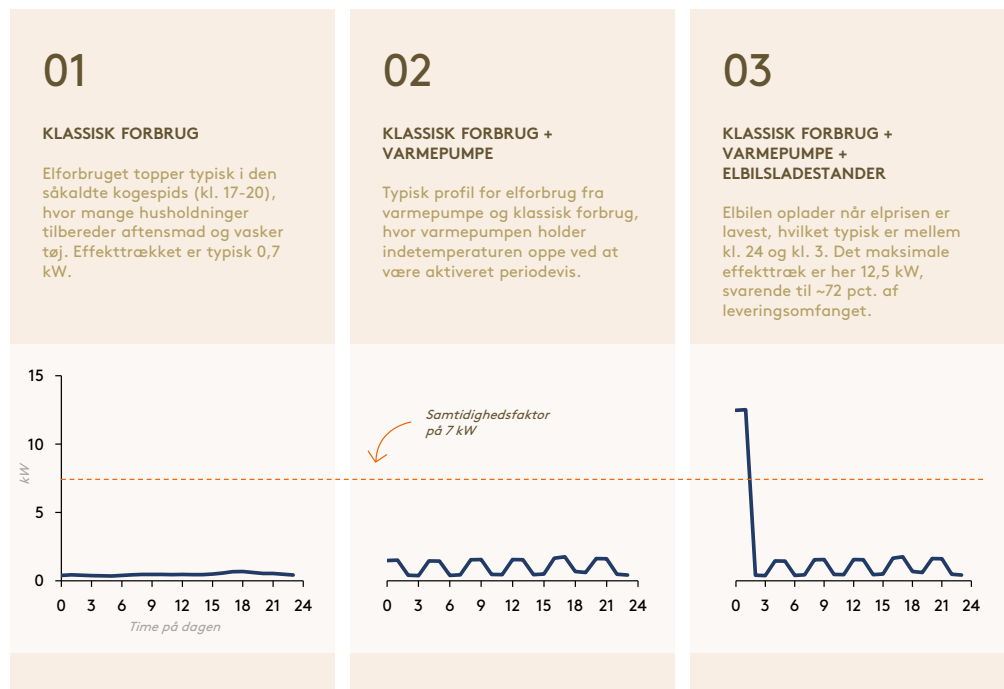 01
KLASSISK FORBRUG
Elforbruget topper typisk i den
såkaldte kogespids (kl. 17-20),
hvor mange husholdninger
tilbereder aftensmad og vasker
tøj. Effekttrækket er typisk 0,7
kW.
02
KLASSISK FORBRUG +
VARMEPUMPE
Typisk profil for elforbrug fra
varmepumpe og klassisk forbrug,
hvor varmepumpen holder
indetemperaturen oppe ved at
være aktiveret periodevis.
03
KLASSISK FORBRUG +
VARMEPUMPE +
ELBILSLADESTANDER
Elbilen oplader når elprisen er
lavest, hvilket typisk er mellem
kl. 24 og kl. 3. Det maksimale
effekttræk er her 12,5 kW,
svarende til ~72 pct. af
leveringsomfanget.
15
10
5
0
kW
0 3 6 9 12 15 18 21 24
Time på dagen
Samtidighedsfaktor
på 7 kW
0 3 6 9 12 15 18 21 24
0 3 6 9 12 15 18 21 24